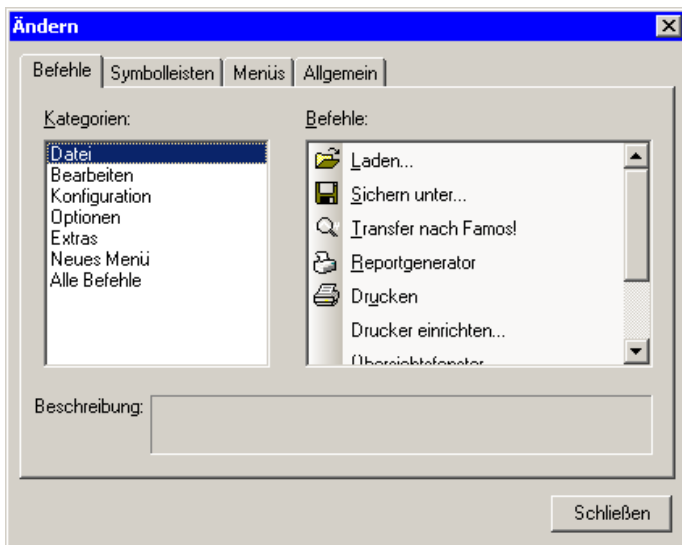 Ändern
Befehle Symbolleisten Menüs Allgemein
Kategorien:
Datei
Bearbeiten
Konfiguration
Optionen
Extras
Neues Menü
Alle Befehle
Befehle:
Laden...
Sichern unter...
Transfer nach Famos!
Reportgenerator
Drucken
Drucker einrichten...
Übersichtsfenster
Beschreibung:
Schließen